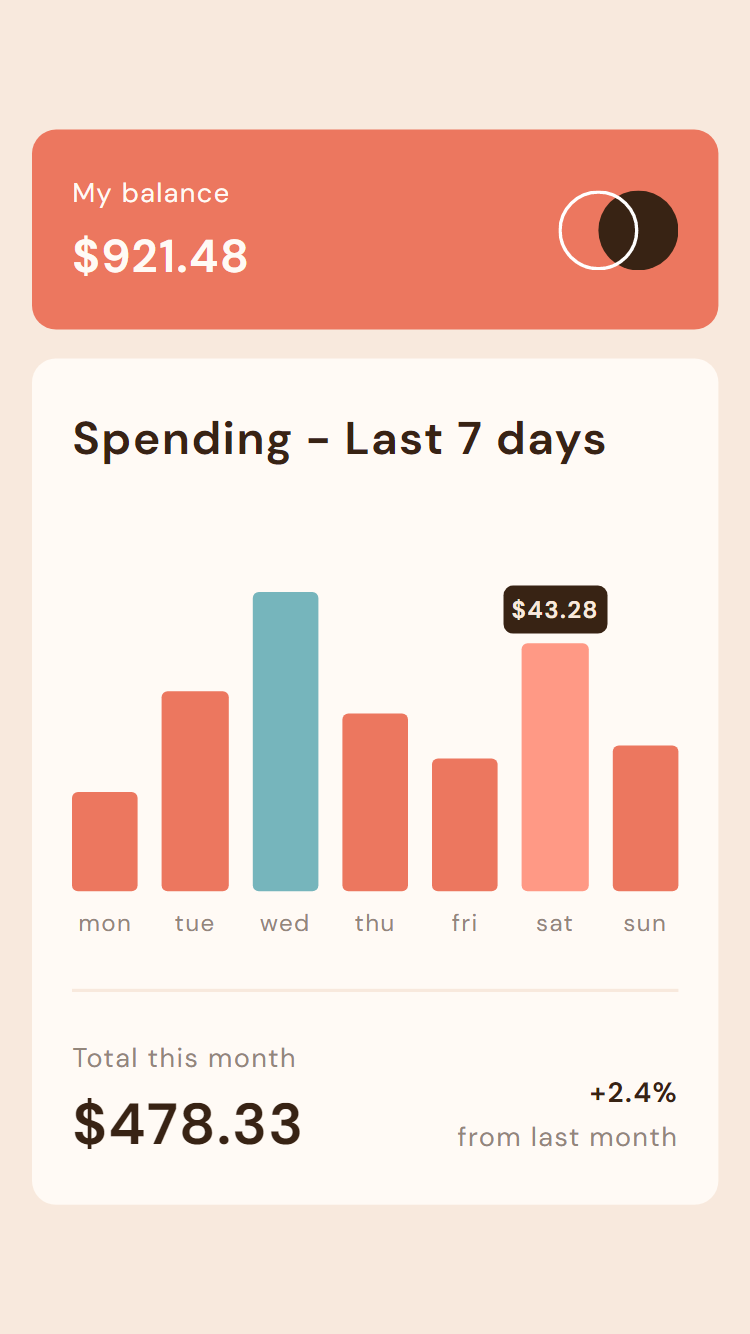 My balance
$921.48
Spending - Last 7 days
$43.28
mon tue wed thu fri sat sun
Total this month
$478.33
+2.4%
from last month